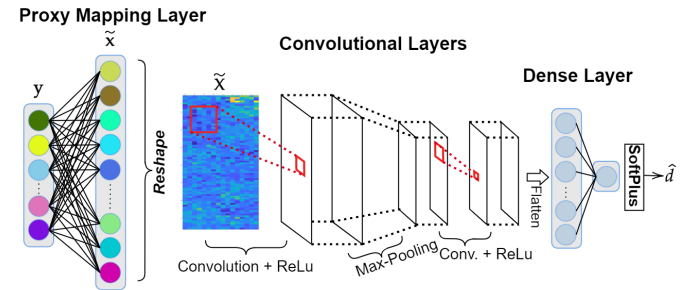 Proxy Mapping Layer
x̃
y
Reshape
Convolutional Layers
x̃
Convolution + ReLu
Max-Pooling
Conv. + ReLu
Dense Layer
Flatten
SoftPlus
d̂